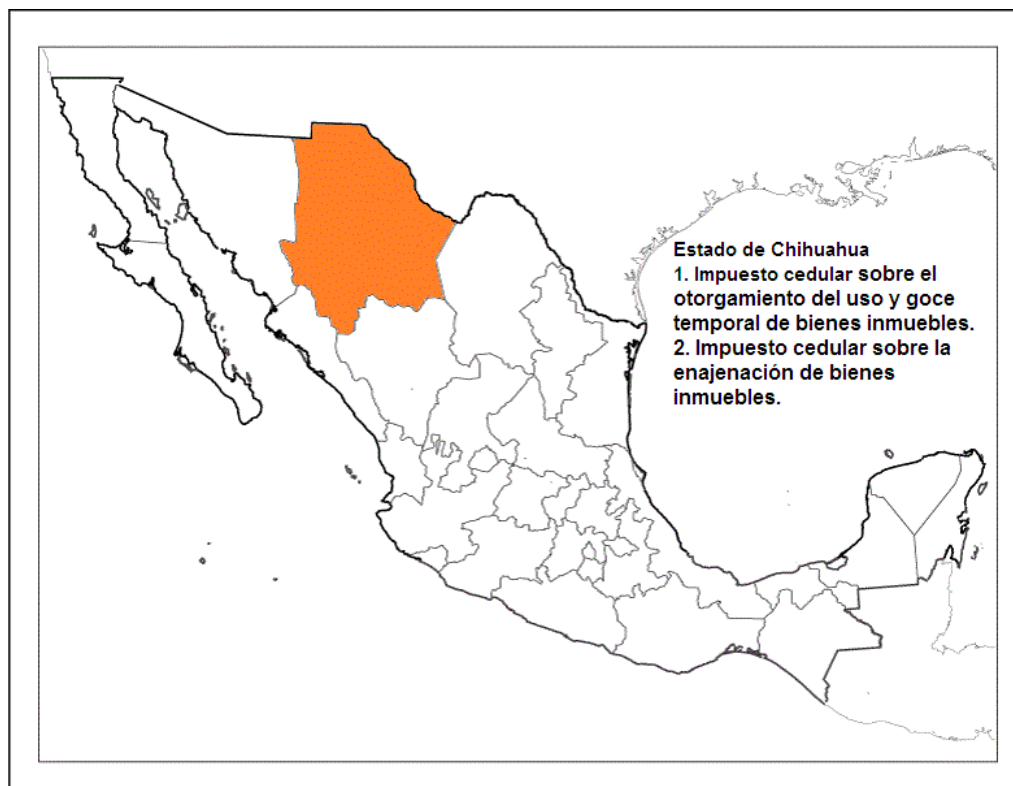 Estado de Chihuahua
1. Impuesto cedular sobre el
otorgamiento del uso y goce
temporal de bienes inmuebles.
2. Impuesto cedular sobre la
enajenación de bienes
inmuebles.